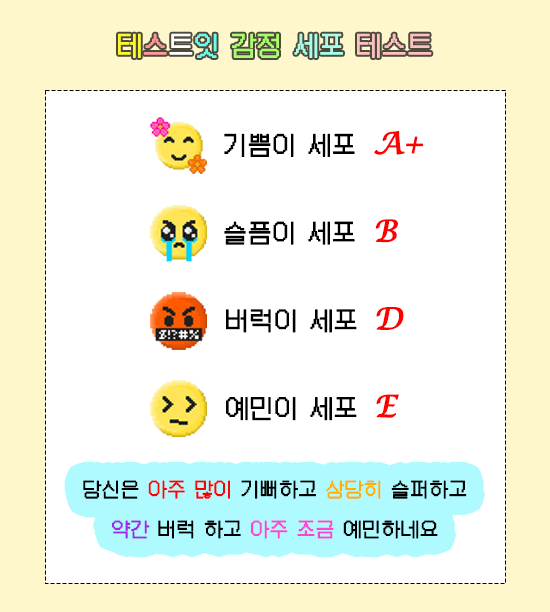 테스트잇 감정 세포 테스트
기쁨이 세포 A+
슬픔이 세포 B
버럭이 세포 D
$!?#%
예민이 세포 E
당신은 아주 많이 기뻐하고 상당히 슬퍼하고
약간 버럭 하고 아주 조금 예민하네요